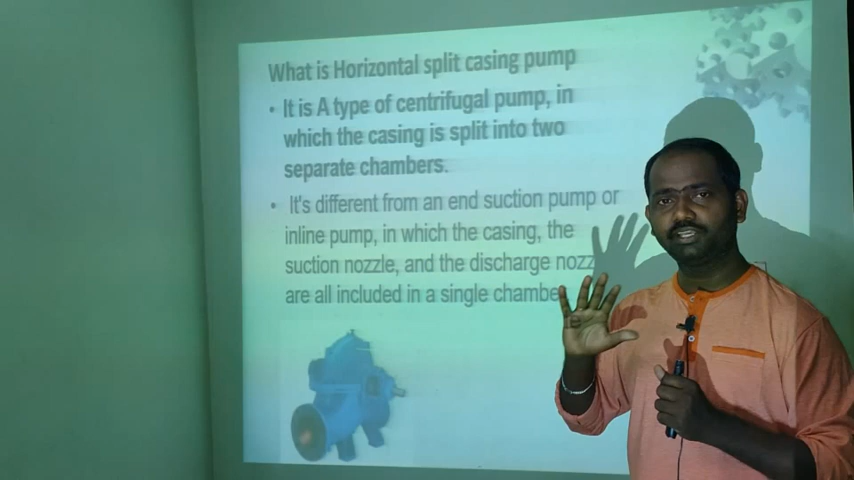 What is Horizontal split casing pump
• It is A type of centrifugal pump, in
which the casing is split into two
separate chambers.
• It's different from an end suction pump or
inline pump, in which the casing, the
suction nozzle, and the discharge nozz
are all included in a single chambe